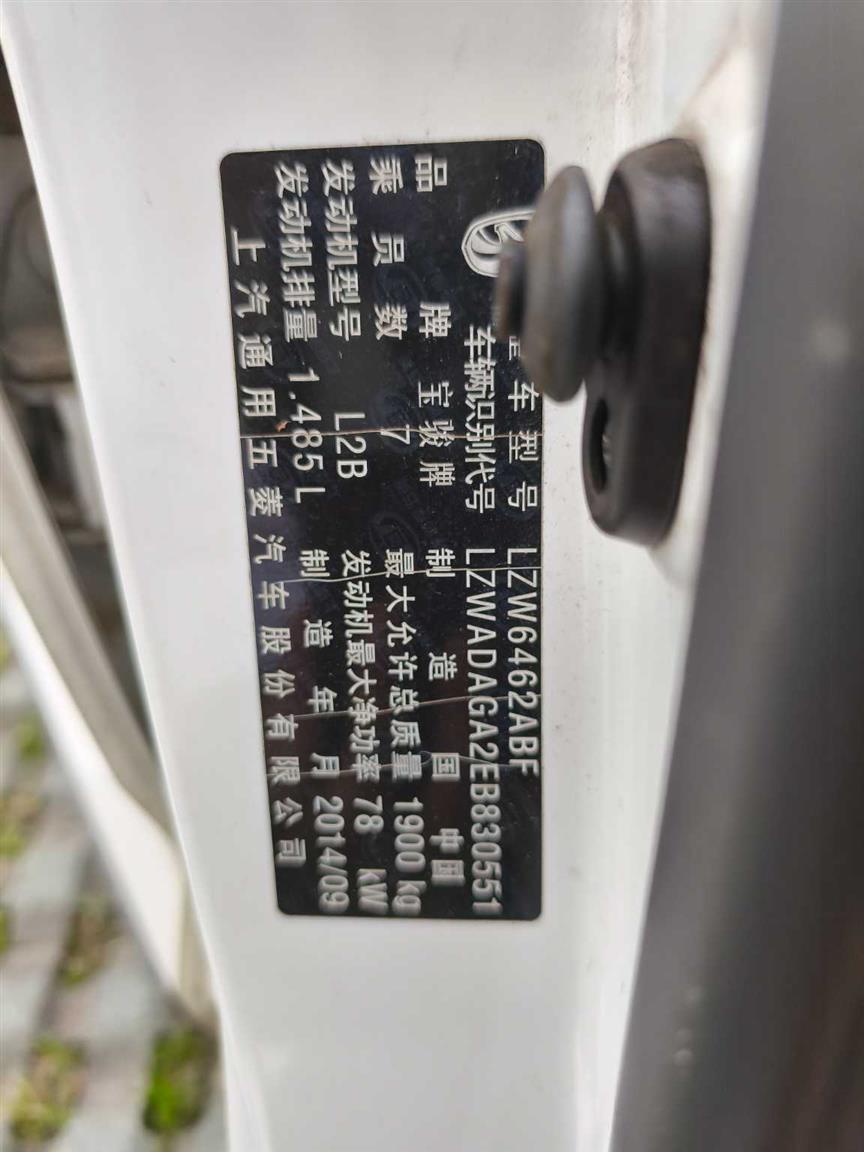 整车型号 LZW6462ABF
车辆识别代号 LZWADAGA2EB830551
品牌 宝骏牌 制造国 中国
乘员数 7 最大允许总质量 1900 kg
发动机型号 L2B 发动机最大净功率 78 kW
发动机排量 1.485L 制造年月 2014/09
上汽通用五菱汽车股份有限公司